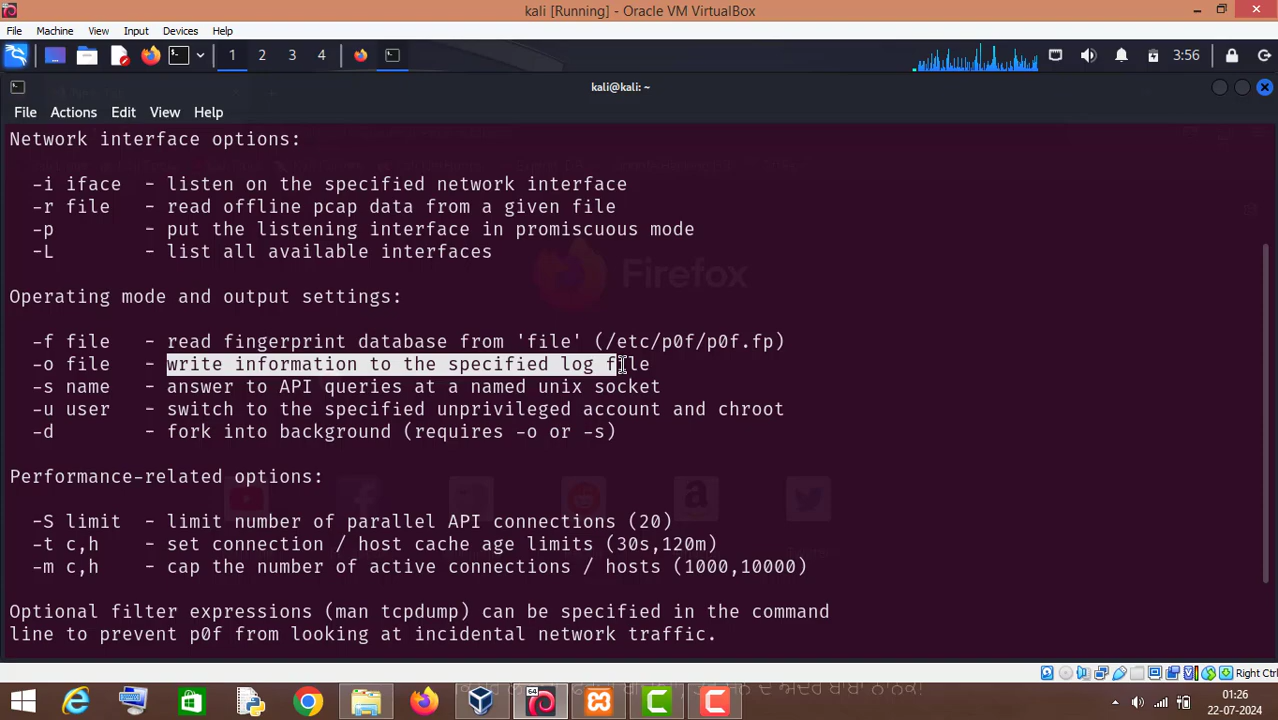 kali [Running] - Oracle VM VirtualBox
File Machine View Input Devices Help
1 2 3 4 3:56
kali@kali: ~
File Actions Edit View Help
Network interface options:
-i iface - listen on the specified network interface
-r file - read offline pcap data from a given file
-p - put the listening interface in promiscuous mode
-L - list all available interfaces
Firefox
Operating mode and output settings:
-f file - read fingerprint database from 'file' (/etc/p0f/p0f.fp)
-o file - write information to the specified log file
-s name - answer to API queries at a named unix socket
-u user - switch to the specified unprivileged account and chroot
-d - fork into background (requires -o or -s)
Performance-related options:
-S limit - limit number of parallel API connections (20)
-t c,h - set connection / host cache age limits (30s,120m)
-m c,h - cap the number of active connections / hosts (1000,10000)
Optional filter expressions (man tcpdump) can be specified in the command
line to prevent p0f from looking at incidental network traffic.
Right Ctrl
64
01:26
22-07-2024